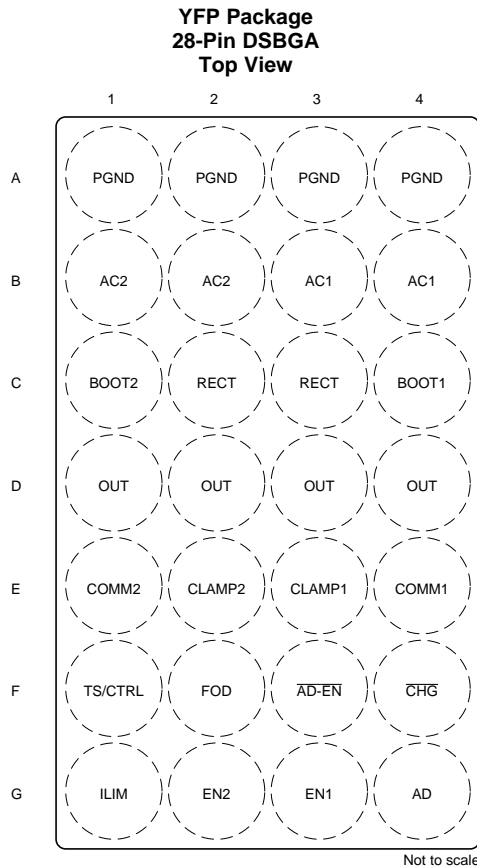 YFP Package
28-Pin DSBGA
Top View
1 2 3 4
A PGND PGND PGND PGND
B AC2 AC2 AC1 AC1
C BOOT2 RECT RECT BOOT1
D OUT OUT OUT OUT
E COMM2 CLAMP2 CLAMP1 COMM1
F TS/CTRL FOD AD-EN CHG
G ILIM EN2 EN1 AD
Not to scale